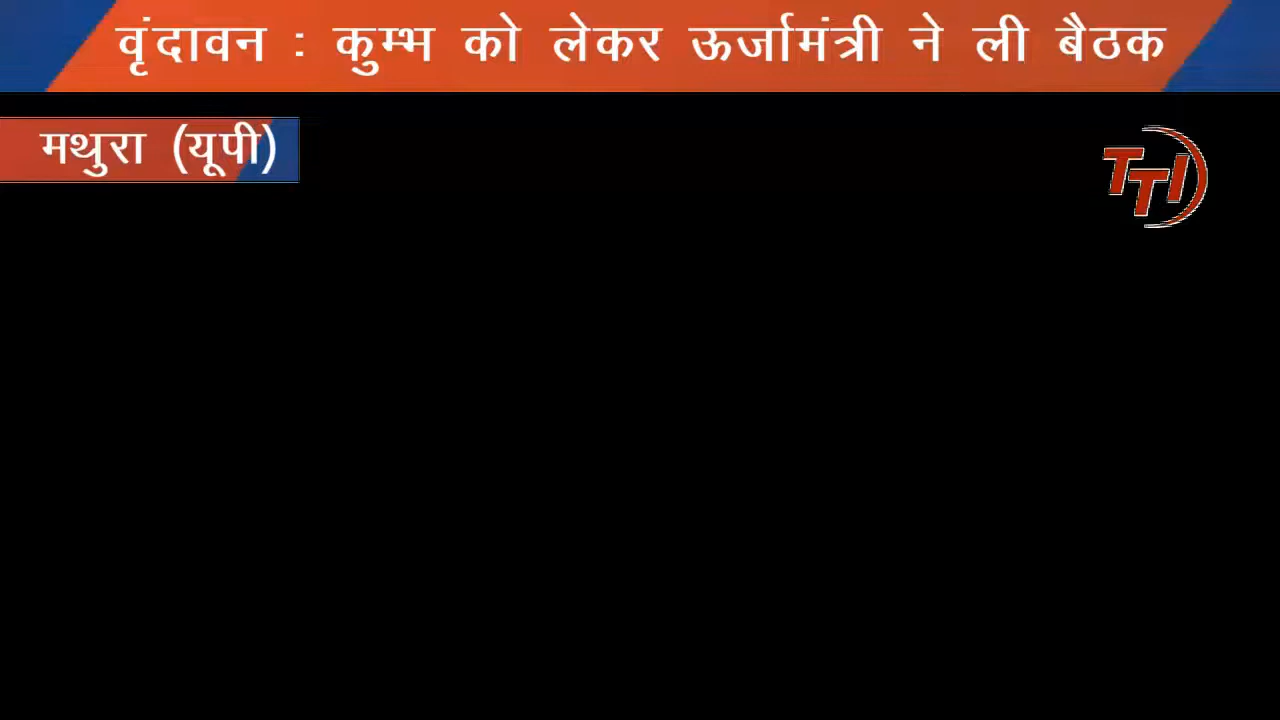 वृंदावन : कुम्भ को लेकर ऊर्जामंत्री ने ली बैठक
मथुरा (यूपी)
TTI